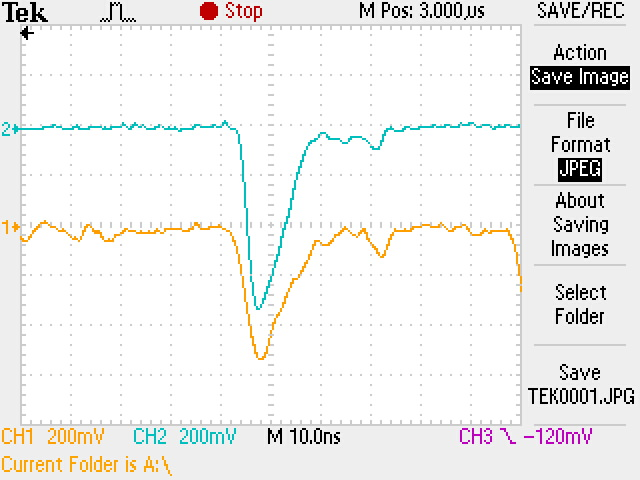 Tek Stop M Pos: 3.000µs SAVE/REC
Action
Save Image
File
Format
JPEG
About
Saving
Images
Select
Folder
Save
TEK0001.JPG
2
1
CH1 200mV CH2 200mV M 10.0ns CH3 -120mV
Current Folder is A:\